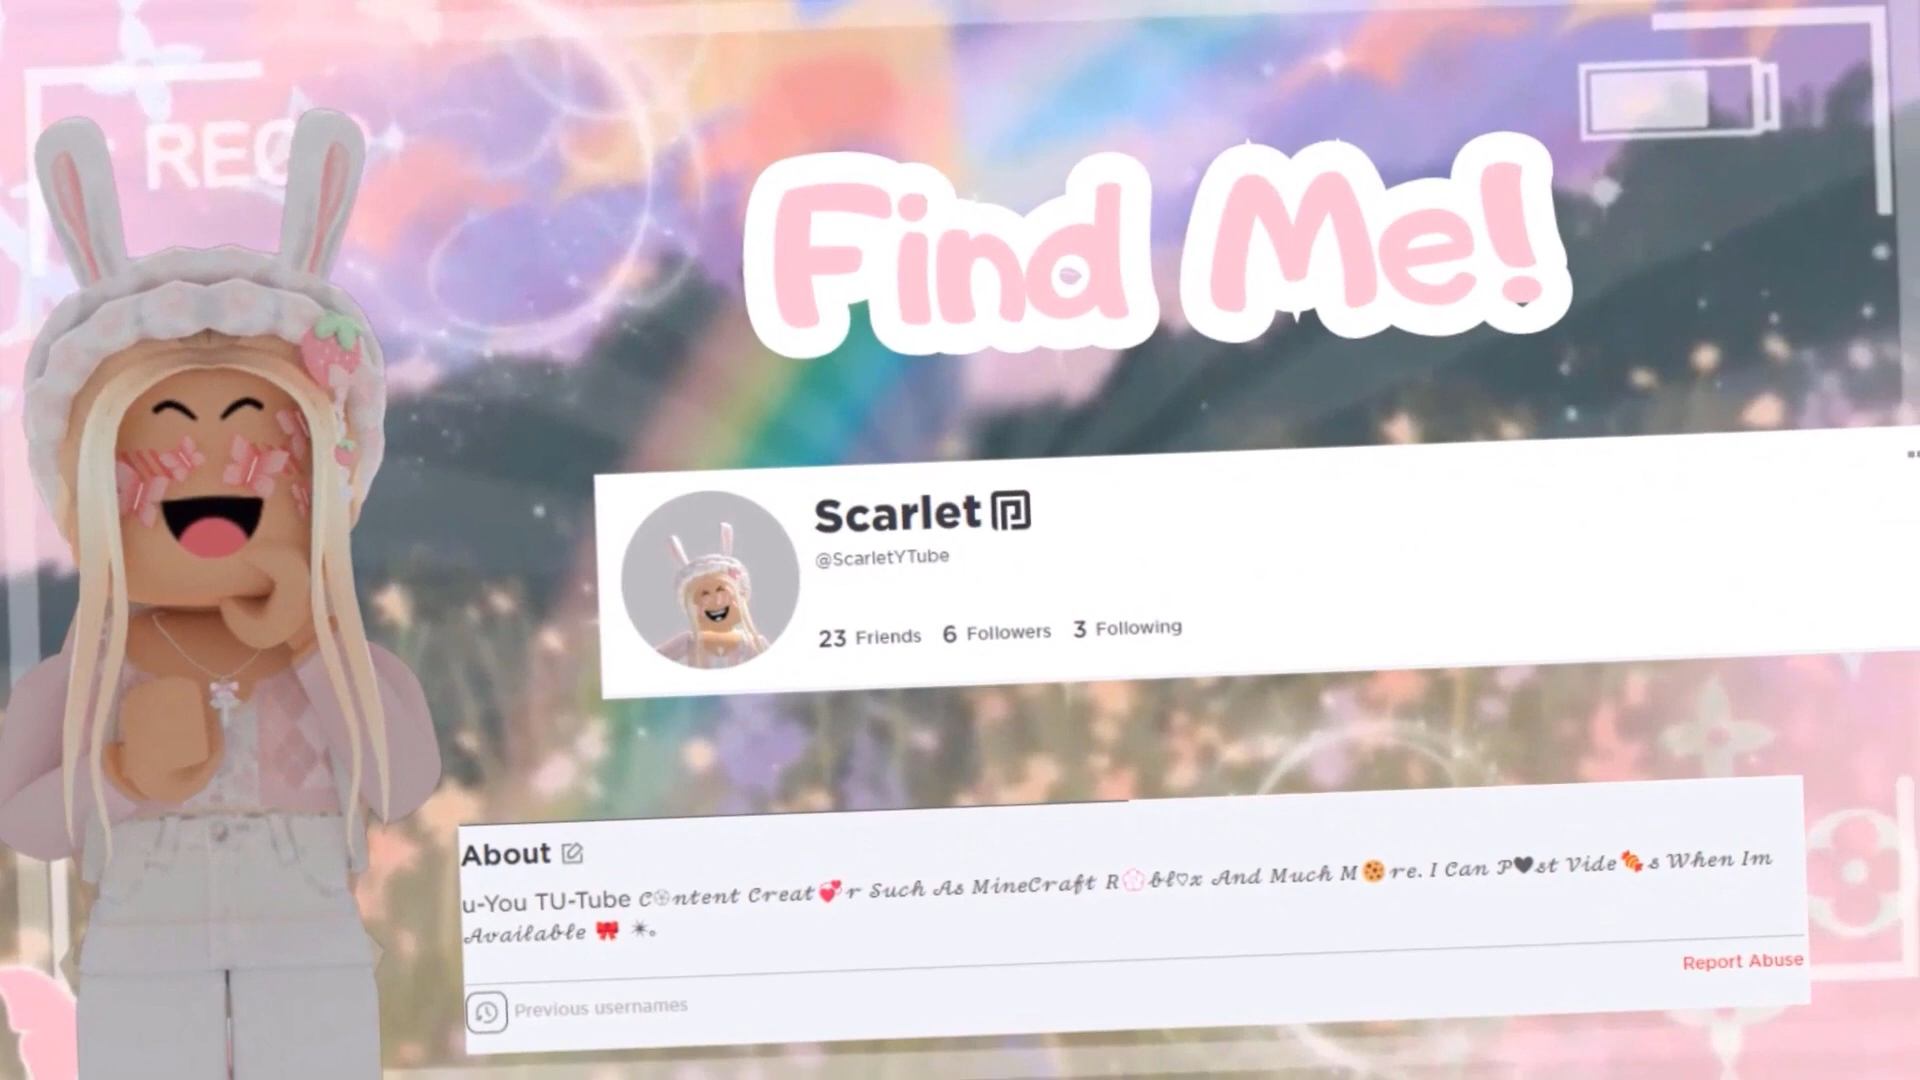 REC
Find Me!
Scarlet
@ScarletYTube
23 Friends 6 Followers 3 Following
About
u-You TU-Tube C🏵ntent Creat💞r Such As MineCraft R💮bl♡x And Much M🍪re. I Can P🖤st Vide🍖s When Im
Available 🎀 ✴︎。
Previous usernames
Report Abuse